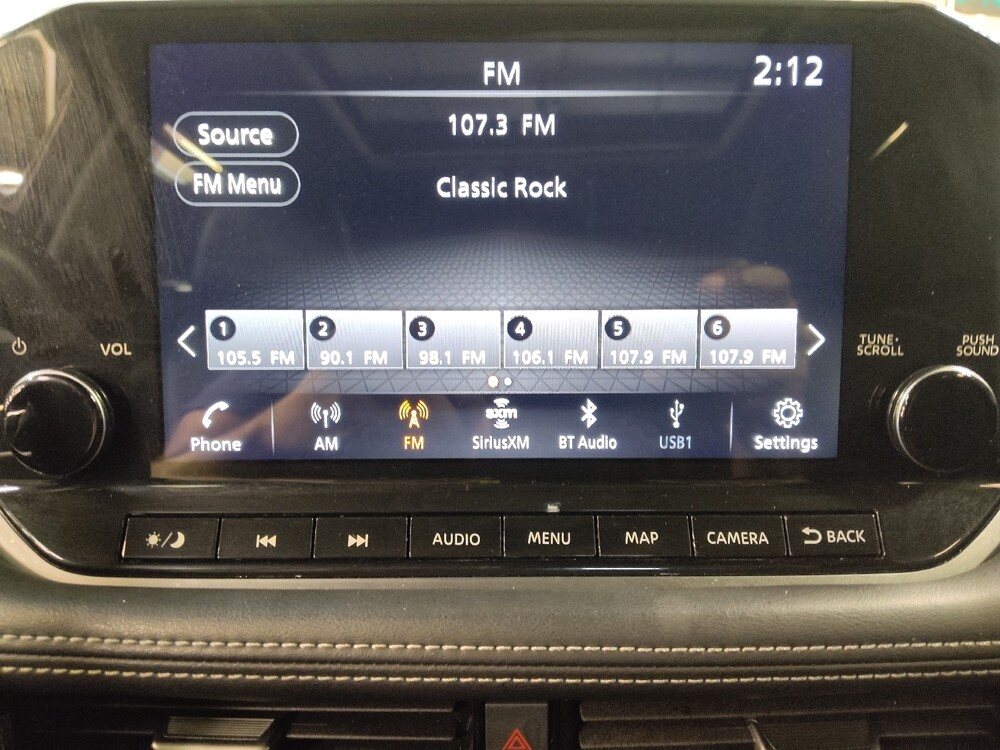 FM
2:12
107.3 FM
Source
FM Menu
Classic Rock
1 2 3 4 5 6
105.5 FM 90.1 FM 98.1 FM 106.1 FM 107.9 FM 107.9 FM
VOL
TUNE·
SCROLL
PUSH
SOUND
sxm
Phone AM FM SiriusXM BT Audio USB1 Settings
AUDIO MENU MAP CAMERA BACK